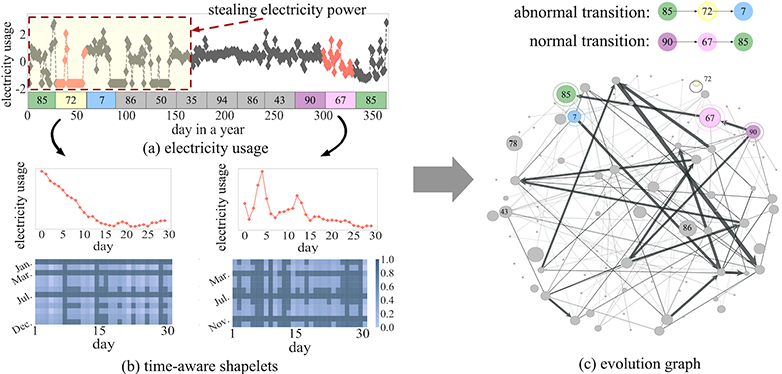 stealing electricity power
electricity usage
2
0
-2
85 72 7 86 50 35 94 86 43 90 67 85
0 50 100 150 200 250 300 350
day in a year
(a) electricity usage
electricity usage
0 5 10 15 20 25 30
day
electricity usage
0 5 10 15 20 25 30
day
Jan.
Mar.
Jul.
Dec.
1 15 30
day
Mar.
Jul.
Nov.
1 15 30
day
1.0
0.8
0.6
0.4
0.2
0.0
(b) time-aware shapelets
abnormal transition: 85 72 7
normal transition: 90 67 85
72
85
7
67
90
78
43
86
(c) evolution graph